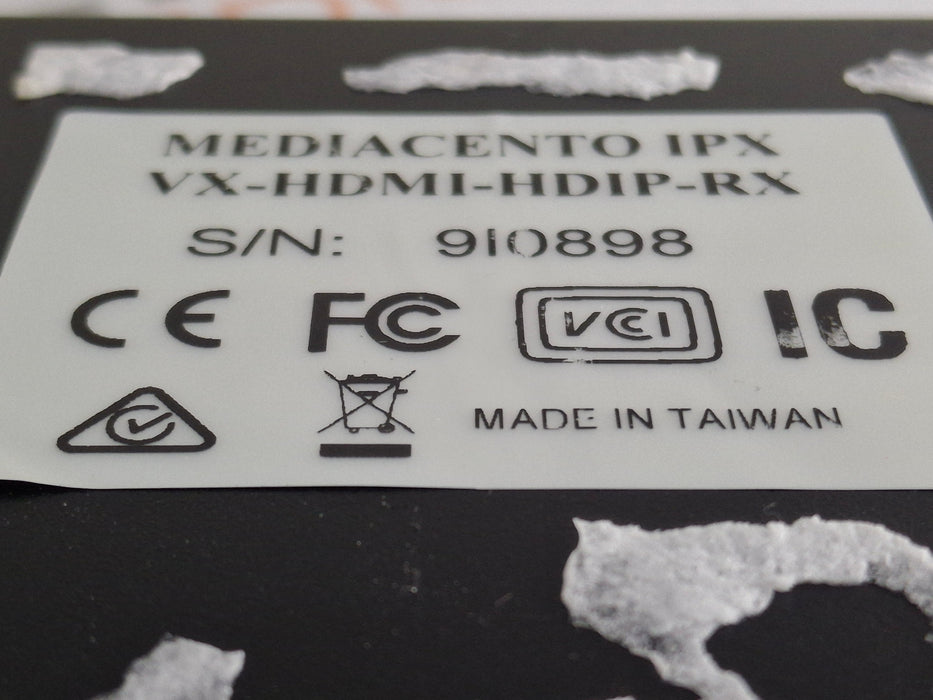 MEDIACENTO IPX
VX-HDMI-HDIP-RX
S/N: 910898
CE FC VCI IC
MADE IN TAIWAN